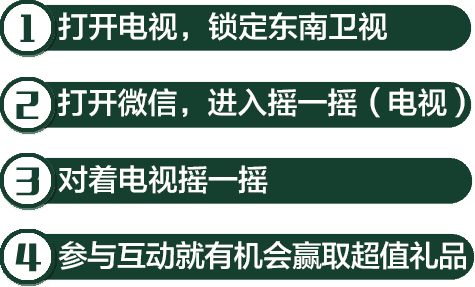 1 打开电视，锁定东南卫视
2 打开微信，进入摇一摇（电视）
3 对着电视摇一摇
4 参与互动就有机会赢取超值礼品